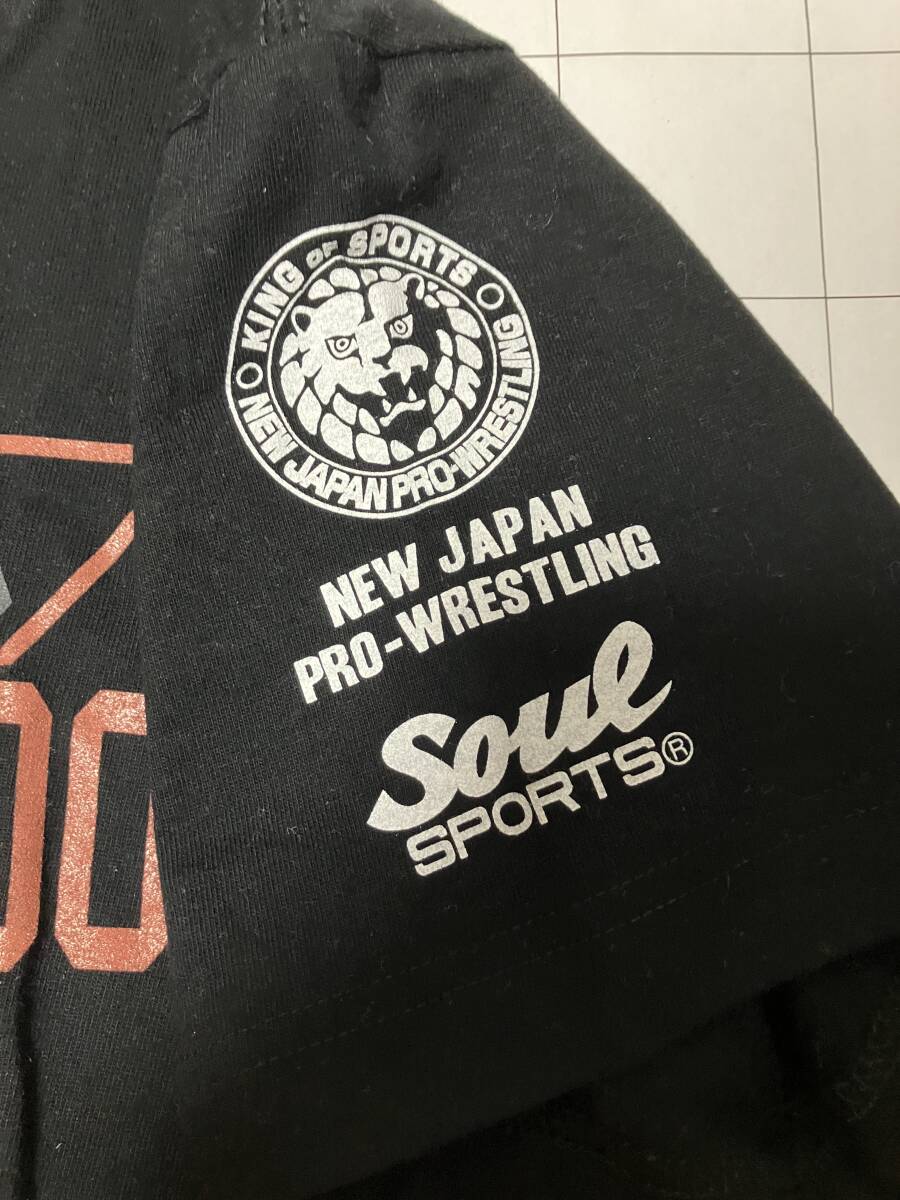 KING OF SPORTS
NEW JAPAN PRO-WRESTLING
NEW JAPAN
PRO-WRESTLING
Soul
SPORTS®